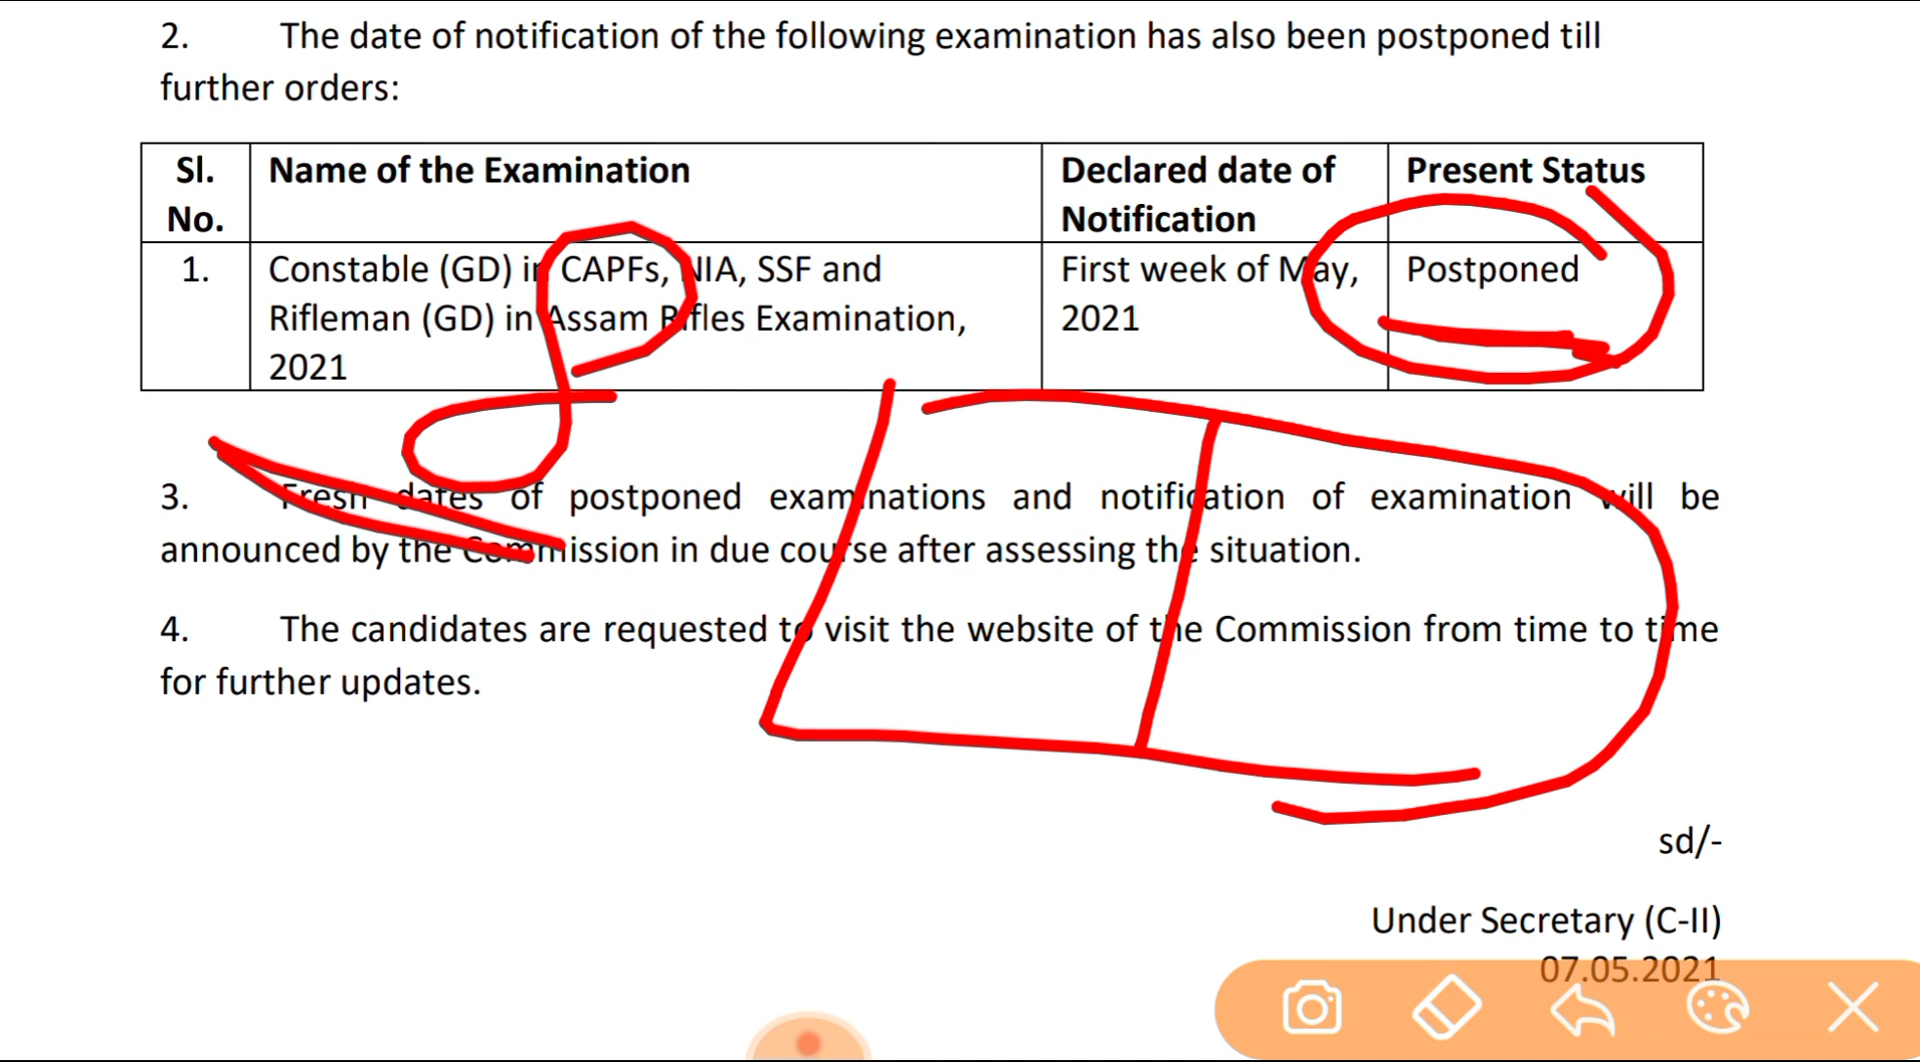 2. The date of notification of the following examination has also been postponed till
further orders:
Sl. No. Name of the Examination Declared date of Notification Present Status
1. Constable (GD) in CAPFs, NIA, SSF and Rifleman (GD) in Assam Rifles Examination, 2021 First week of May, 2021 Postponed
3. Fresh dates of postponed examinations and notification of examination will be
announced by the Commission in due course after assessing the situation.
4. The candidates are requested to visit the website of the Commission from time to time
for further updates.
sd/-
Under Secretary (C-II)
07.05.2021